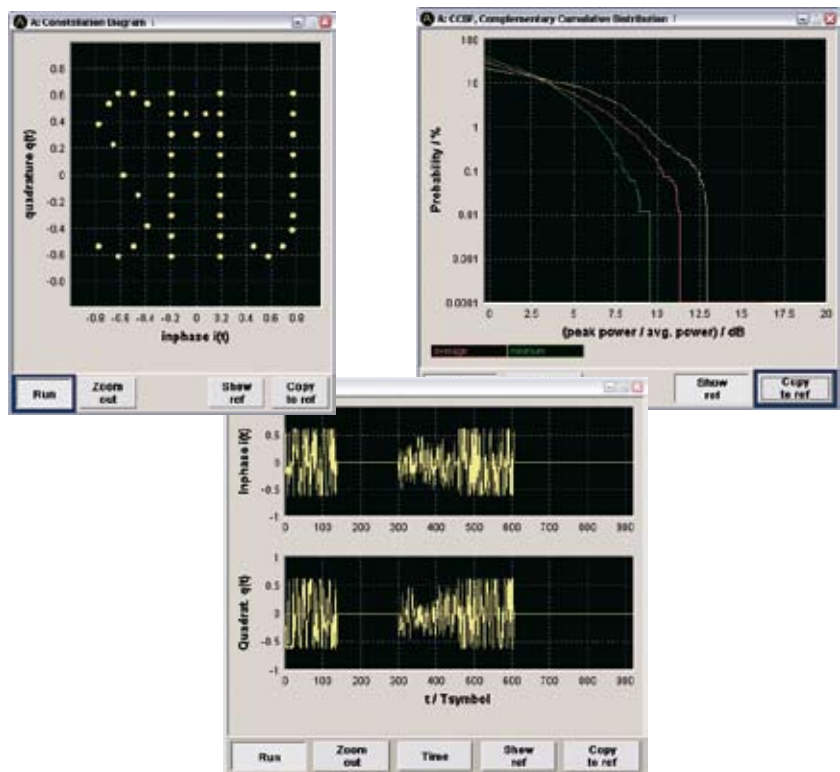 A: Constellation Diagram
0.8
0.6
0.4
0.2
0
-0.2
-0.4
-0.6
-0.0
quadrature q(t)
-0.8 -0.6 -0.4 -0.2 0 0.2 0.4 0.6 0.8
inphase i(t)
Run
Zoom out
Show ref
Copy to ref
A: CCDF, Complementary Cumulative Distribution
100
10
1
0.1
0.01
0.001
0.0001
Probability / %
0 2.5 5 7.5 10 12.5 15 17.5 20
(peak power / avg. power) / dB
average minimum
Show ref
Copy to ref
Inphase i(t)
0.5
0
-0.5
-1
0 100 200 300 400 500 600 700 800 900
Quadrat. q(t)
1
0.5
0
-0.5
-1
0 100 200 300 400 500 600 700 800 900
t / Tsymbol
Run
Zoom out
Time
Show ref
Copy to ref